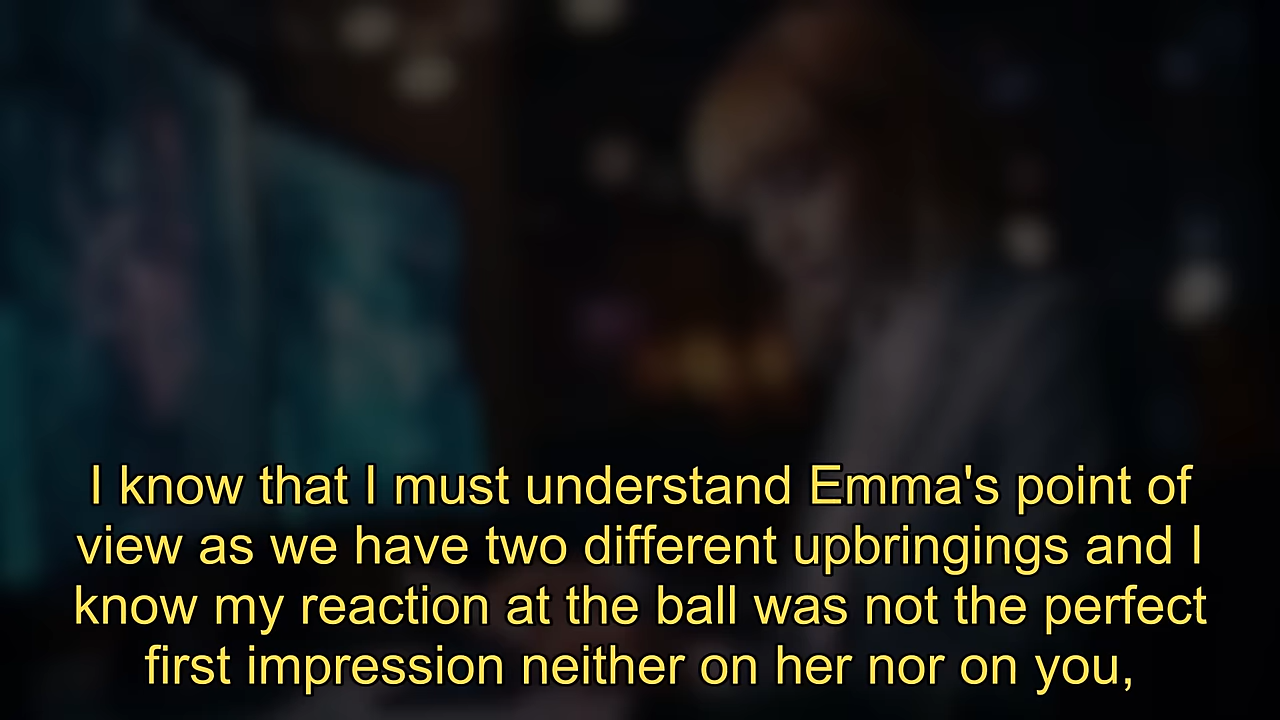 I know that I must understand Emma's point of
view as we have two different upbringings and I
know my reaction at the ball was not the perfect
first impression neither on her nor on you,